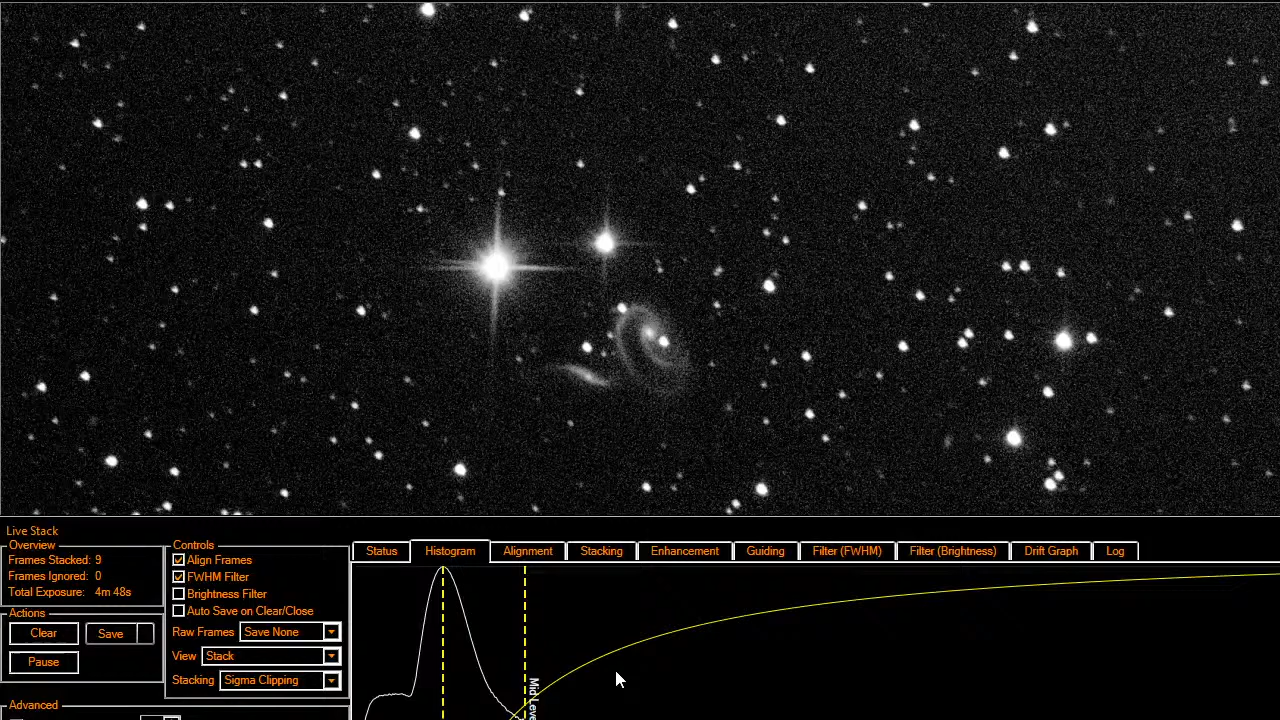 Live Stack
Overview
Frames Stacked: 9
Frames Ignored: 0
Total Exposure: 4m 48s
Actions
Clear
Save
Pause
Controls
Align Frames
FWHM Filter
Brightness Filter
Auto Save on Clear/Close
Raw Frames Save None
View Stack
Stacking Sigma Clipping
Advanced
Status Histogram Alignment Stacking Enhancement Guiding Filter (FWHM) Filter (Brightness) Drift Graph Log
Mid